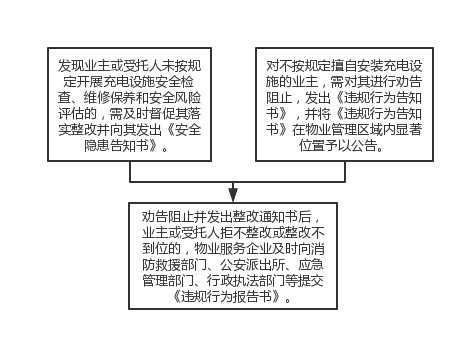 发现业主或受托人未按规
定开展充电设施安全检
查、维修保养和安全风险
评估的，需及时督促其落
实整改并向其发出《安全
隐患告知书》。
对不按规定擅自安装充电设
施的业主，需对其进行劝告
阻止，发出《违规行为告知
书》，并将《违规行为告知
书》在物业管理区域内显著
位置予以公告。
劝告阻止并发出整改通知书后，
业主或受托人拒不整改或整改不
到位的，物业服务企业及时向消
防救援部门、公安派出所、应急
管理部门、行政执法部门等提交
《违规行为报告书》。